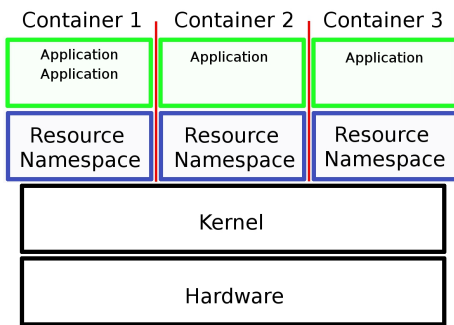 Container 1
Container 2
Container 3
Application
Application
Application
Application
Resource
Namespace
Resource
Namespace
Resource
Namespace
Kernel
Hardware